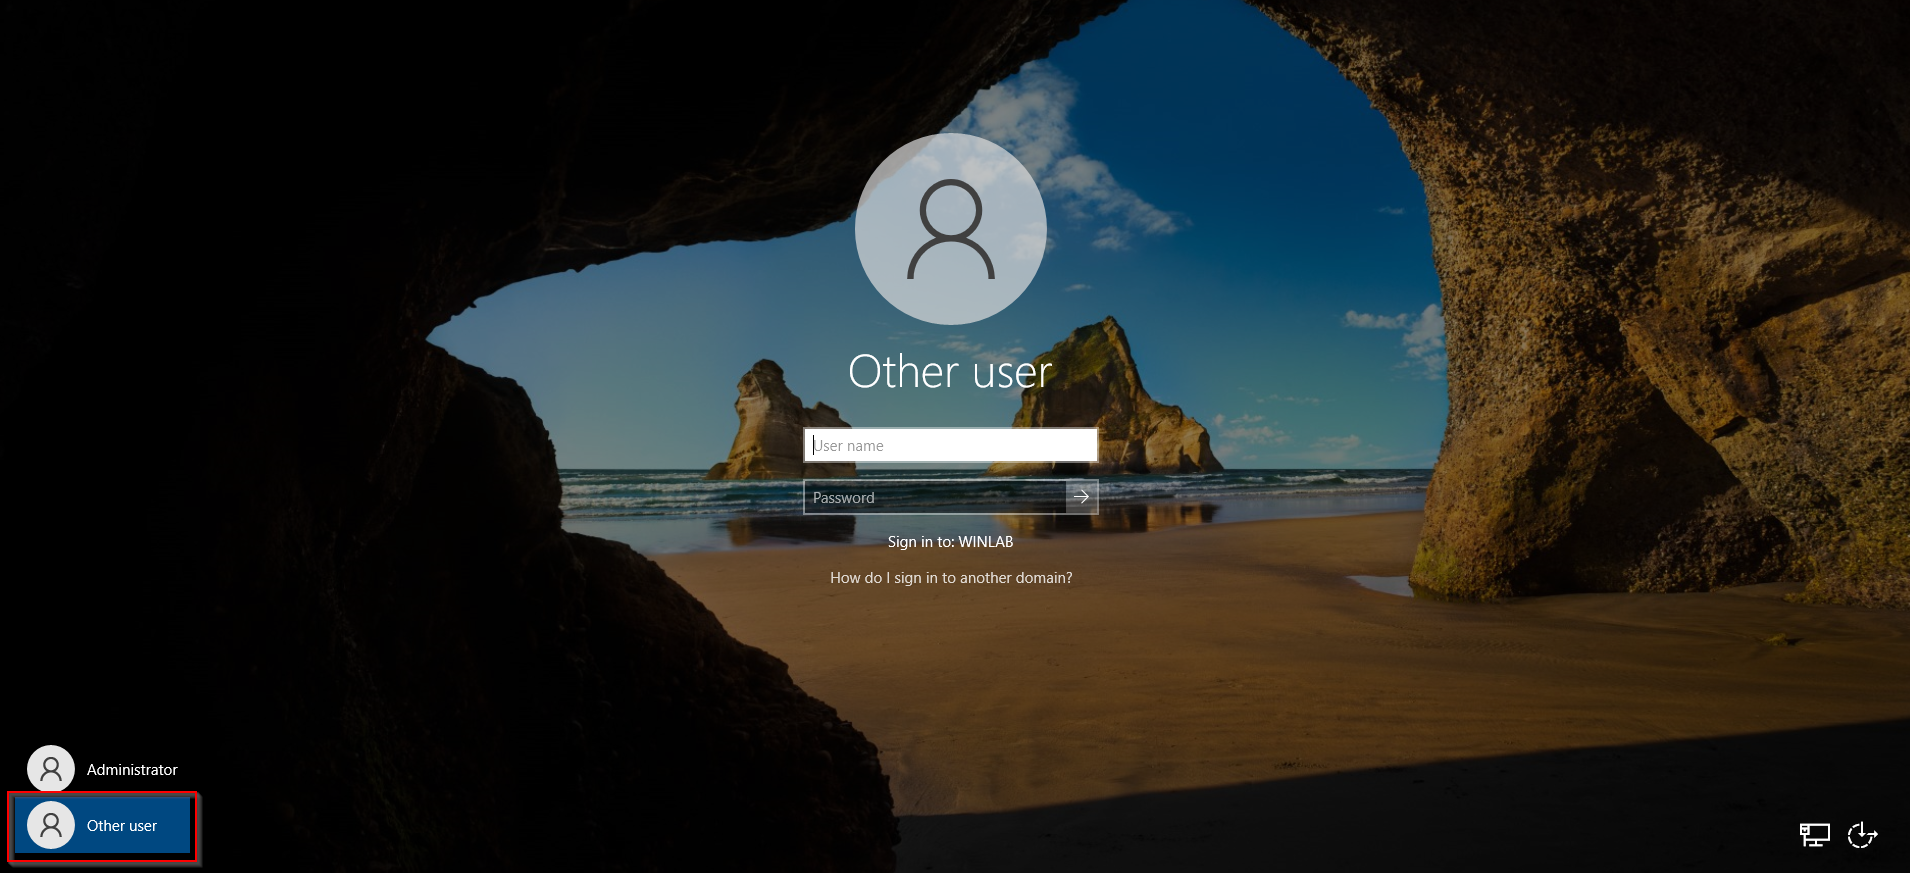 Other user
User name
Password
Sign in to: WINLAB
How do I sign in to another domain?
Administrator
Other user